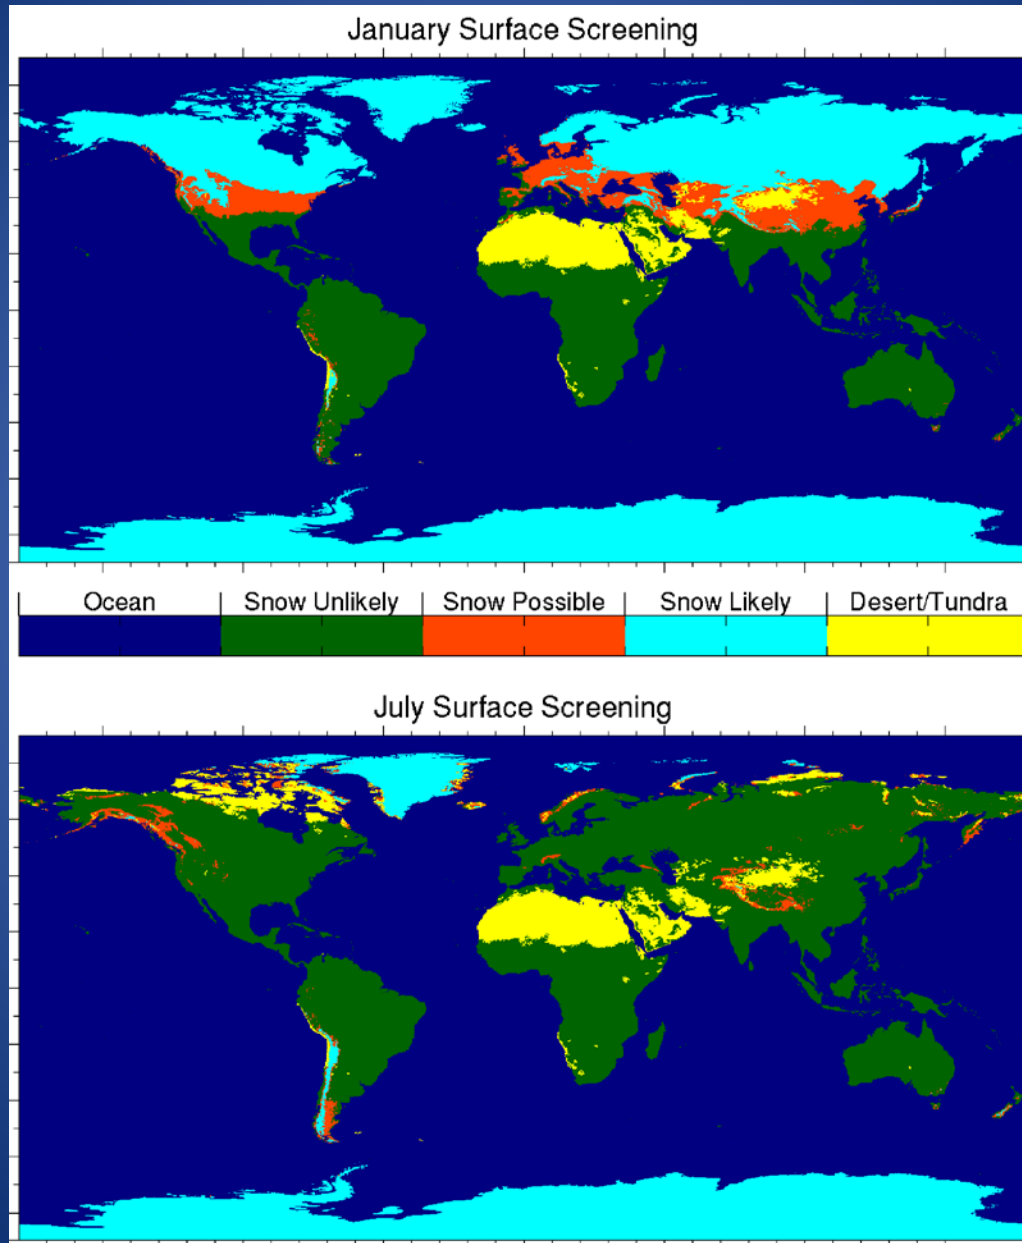 January Surface Screening
Ocean Snow Unlikely Snow Possible Snow Likely Desert/Tundra
July Surface Screening